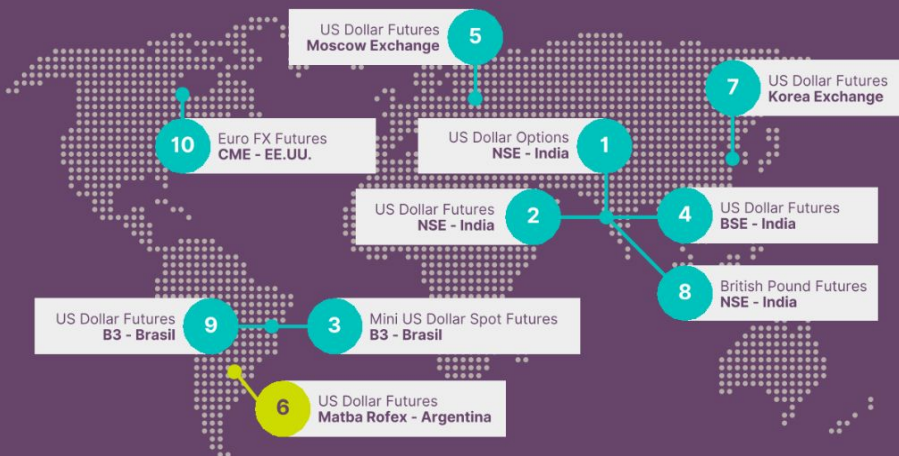 US Dollar Futures
Moscow Exchange
5
7
US Dollar Futures
Korea Exchange
10
Euro FX Futures
CME - EE.UU.
US Dollar Options
NSE - India
1
US Dollar Futures
NSE - India
2
4
US Dollar Futures
BSE - India
8
British Pound Futures
NSE - India
US Dollar Futures
B3 - Brasil
9
3
Mini US Dollar Spot Futures
B3 - Brasil
6
US Dollar Futures
Matba Rofex - Argentina